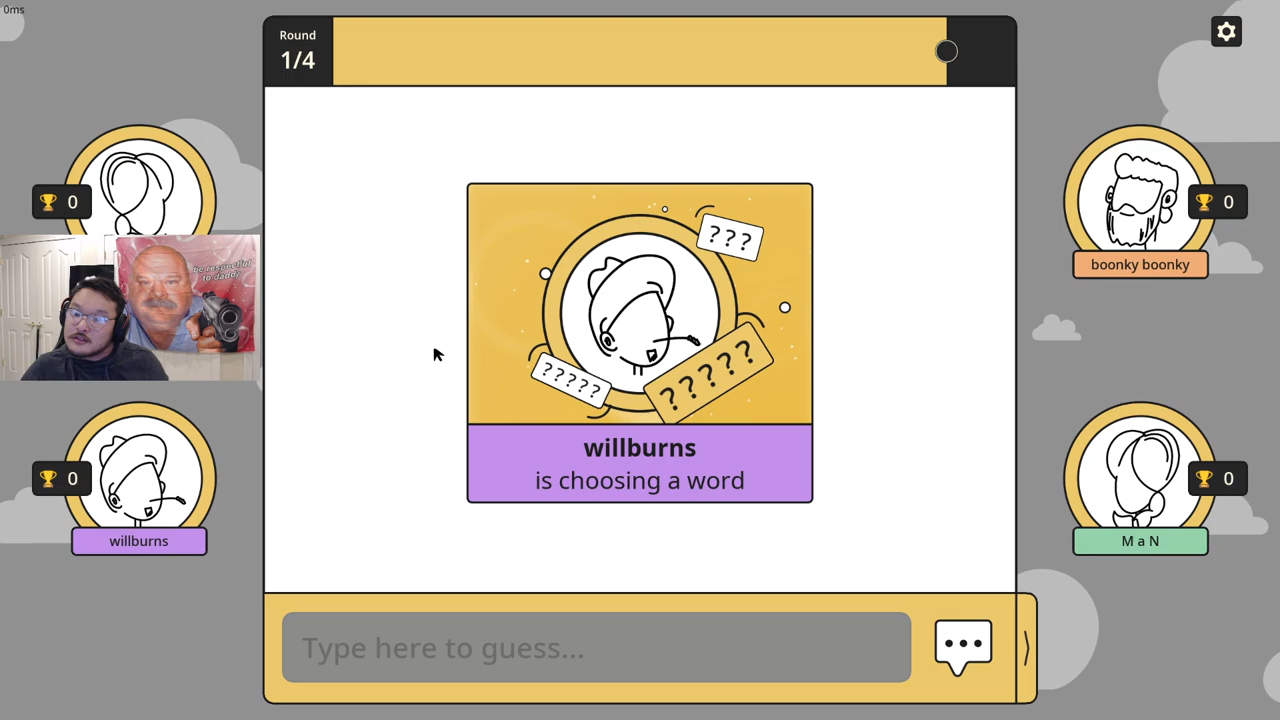 0ms
Round
1/4
0
0
be respectful
to daddy
boonky boonky
???
?????
?????
willburns
is choosing a word
0
0
willburns
M a N
Type here to guess...